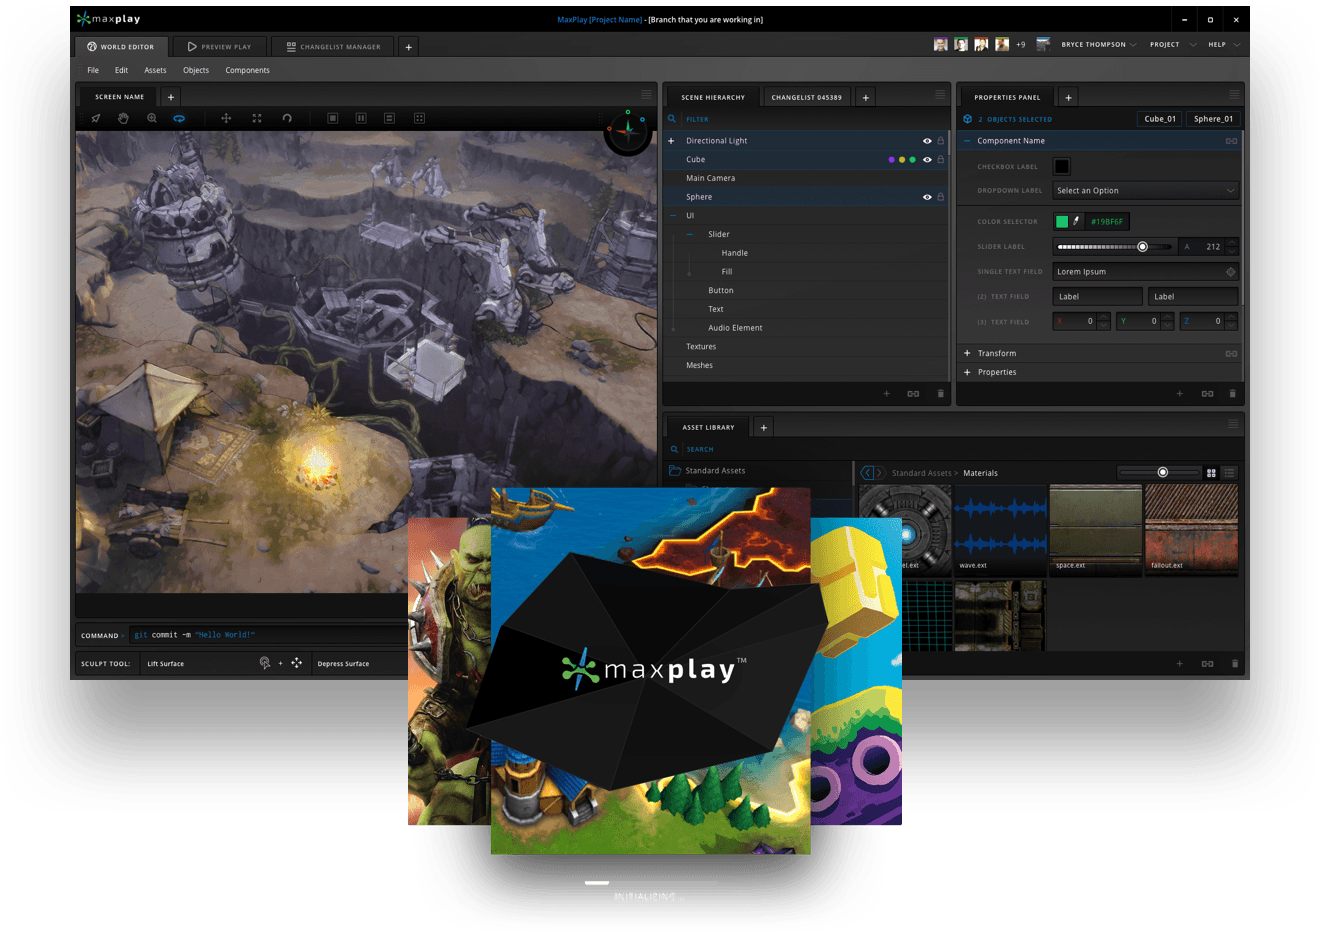 maxplay
MaxPlay [Project Name] - [Branch that you are working in]
WORLD EDITOR
PREVIEW PLAY
CHANGELIST MANAGER
+
+9
BRYCE THOMPSON
PROJECT
HELP
File
Edit
Assets
Objects
Components
SCREEN NAME
+
SCENE HIERARCHY
CHANGELIST 045389
+
FILTER
+ Directional Light
Cube
Main Camera
Sphere
UI
Slider
Handle
Fill
Button
Text
Audio Element
Textures
Meshes
+
PROPERTIES PANEL
+
2 OBJECTS SELECTED
Cube_01
Sphere_01
Component Name
CHECKBOX LABEL
DROPDOWN LABEL
Select an Option
COLOR SELECTOR
#19BF6F
SLIDER LABEL
A 212
SINGLE TEXT FIELD
Lorem Ipsum
(2) TEXT FIELD
Label
Label
(3) TEXT FIELD
X 0
Y 0
Z 0
+ Transform
+ Properties
+
ASSET LIBRARY
+
SEARCH
Standard Assets
Standard Assets > Materials
wave.ext
space.ext
fallout.ext
+
COMMAND >
git commit -m "Hello World!"
SCULPT TOOL:
Lift Surface
+
Depress Surface
maxplay™
INITIALIZING ...